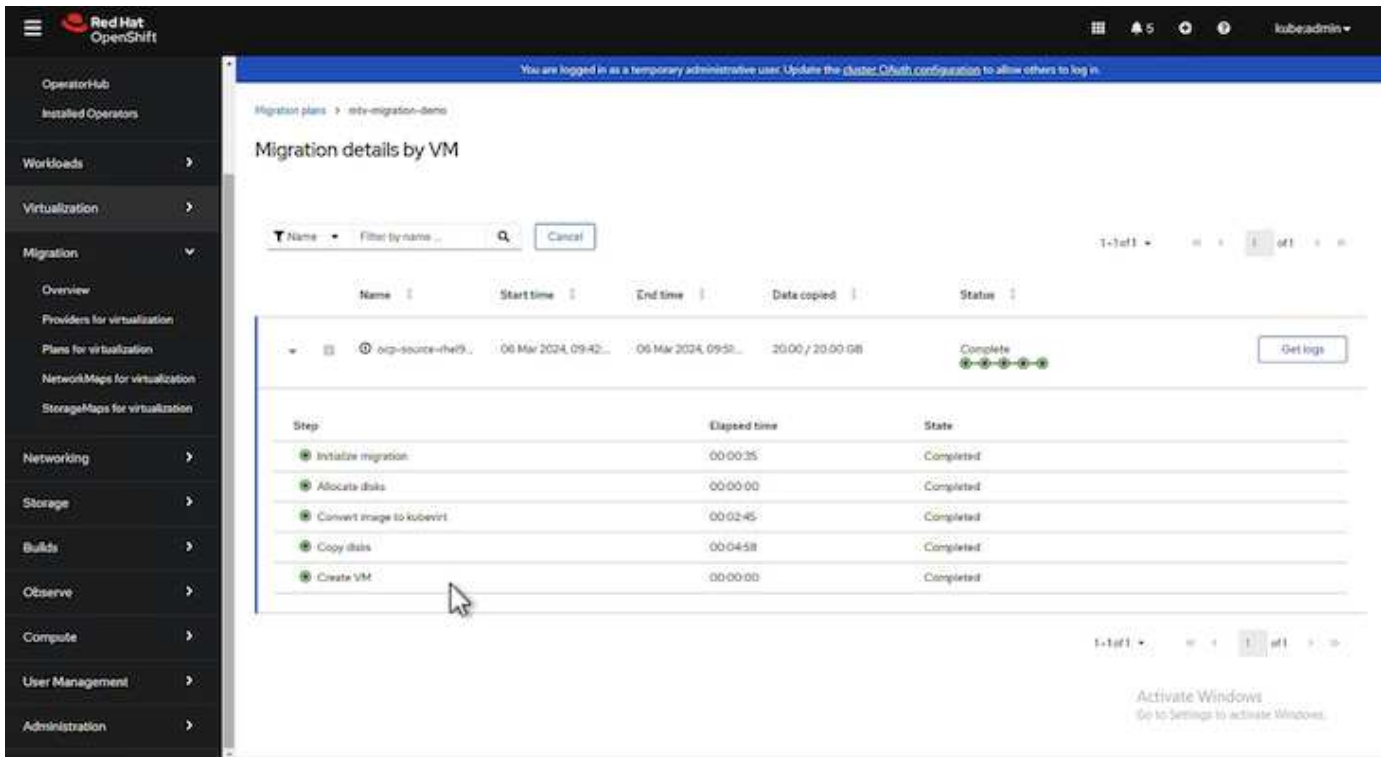 Red Hat
OpenShift
5
kube:admin
You are logged in as a temporary administrative user. Update the cluster OAuth configuration to allow others to log in.
OperatorHub
Installed Operators
Workloads
Virtualization
Migration
Overview
Providers for virtualization
Plans for virtualization
NetworkMaps for virtualization
StorageMaps for virtualization
Networking
Storage
Builds
Observe
Compute
User Management
Administration
Migration plans > mtv-migration-demo
Migration details by VM
Name Filter by name ... Cancel 1-1 of 1 1 of 1
Name Start time End time Data copied Status
ocp-source-rhel9... 06 Mar 2024, 09:42... 06 Mar 2024, 09:51... 20.00 / 20.00 GB Complete Get logs
Step Elapsed time State
Initialize migration 00:00:35 Completed
Allocate disks 00:00:00 Completed
Convert image to kubevirt 00:02:45 Completed
Copy disks 00:04:58 Completed
Create VM 00:00:00 Completed
1-1 of 1 1 of 1
Activate Windows
Go to Settings to activate Windows.